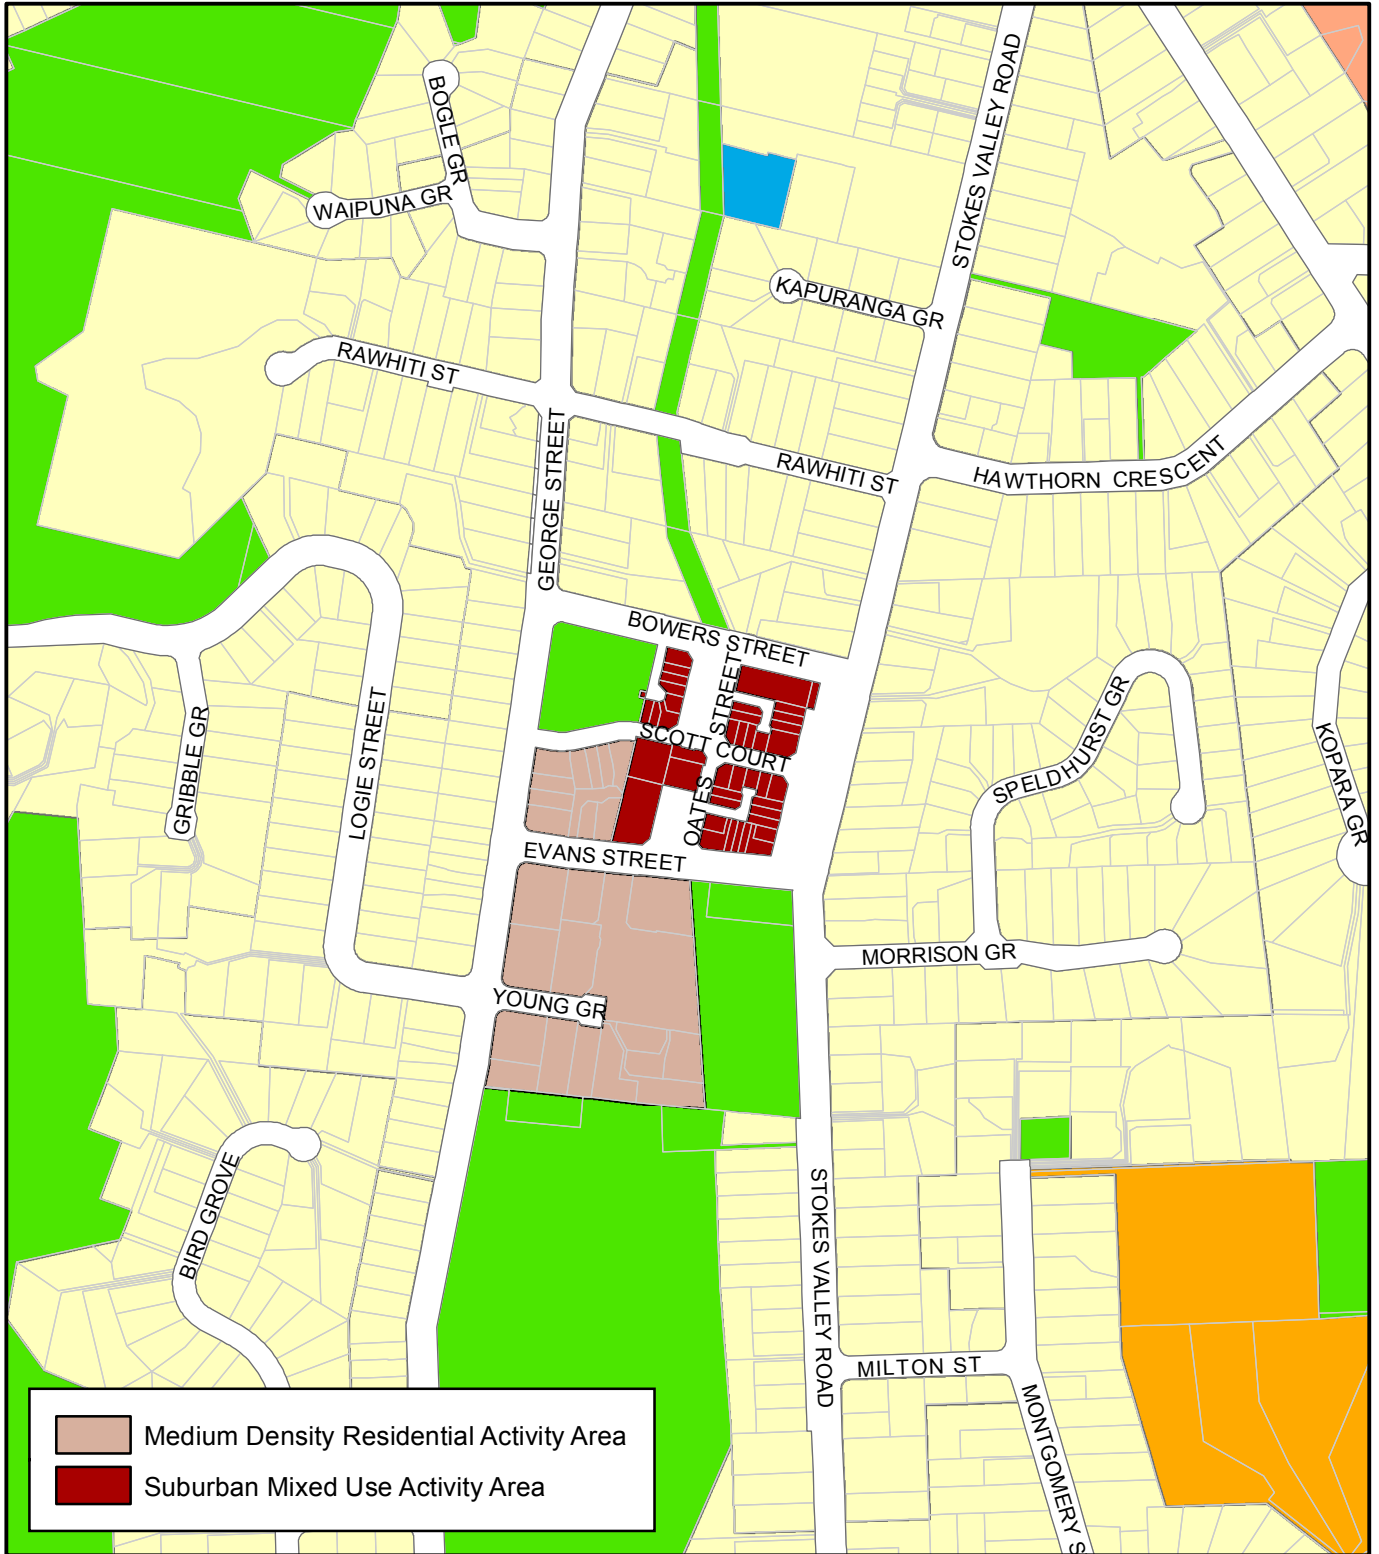 STOKES VALLEY ROAD
BOGLE GR
WAIPUNA GR
KAPURANGA GR
RAWHITI ST
GEORGE STREET
RAWHITI ST
HAWTHORN CRESCENT
BOWERS STREET
SCOTT COURT
OATES STREET
SPELDHURST GR
KOPARA GR
GRIBBLE GR
LOGIE STREET
EVANS STREET
MORRISON GR
YOUNG GR
BIRD GROVE
STOKES VALLEY ROAD
MILTON ST
MONTGOMERY S
Medium Density Residential Activity Area
Suburban Mixed Use Activity Area